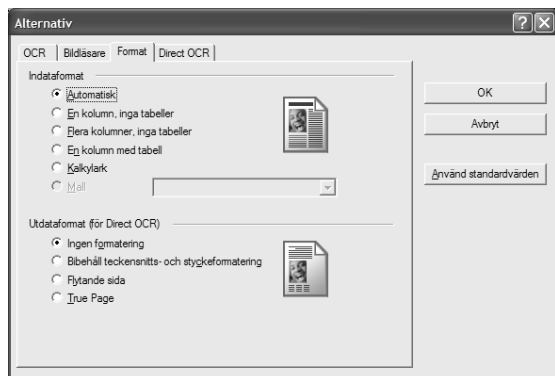 Alternativ
OCR Bildläsare Format Direct OCR
Indataformat
Automatisk
En kolumn, inga tabeller
Flera kolumner, inga tabeller
En kolumn med tabell
Kalkylark
Mall
Utdataformat (för Direct OCR)
Ingen formatering
Bibehåll teckensnitts- och styckeformatering
Flytande sida
True Page
OK
Avbryt
Använd standardvärden